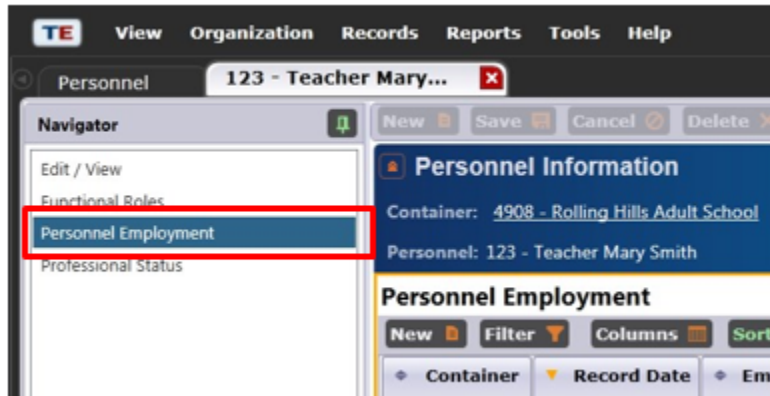 TE View Organization Records Reports Tools Help
Personnel 123 - Teacher Mary...
Navigator
New Save Cancel Delete
Edit / View
Functional Roles
Personnel Employment
Professional Status
Personnel Information
Container: 4908 - Rolling Hills Adult School
Personnel: 123 - Teacher Mary Smith
Personnel Employment
New Filter Columns Sort
Container Record Date Em